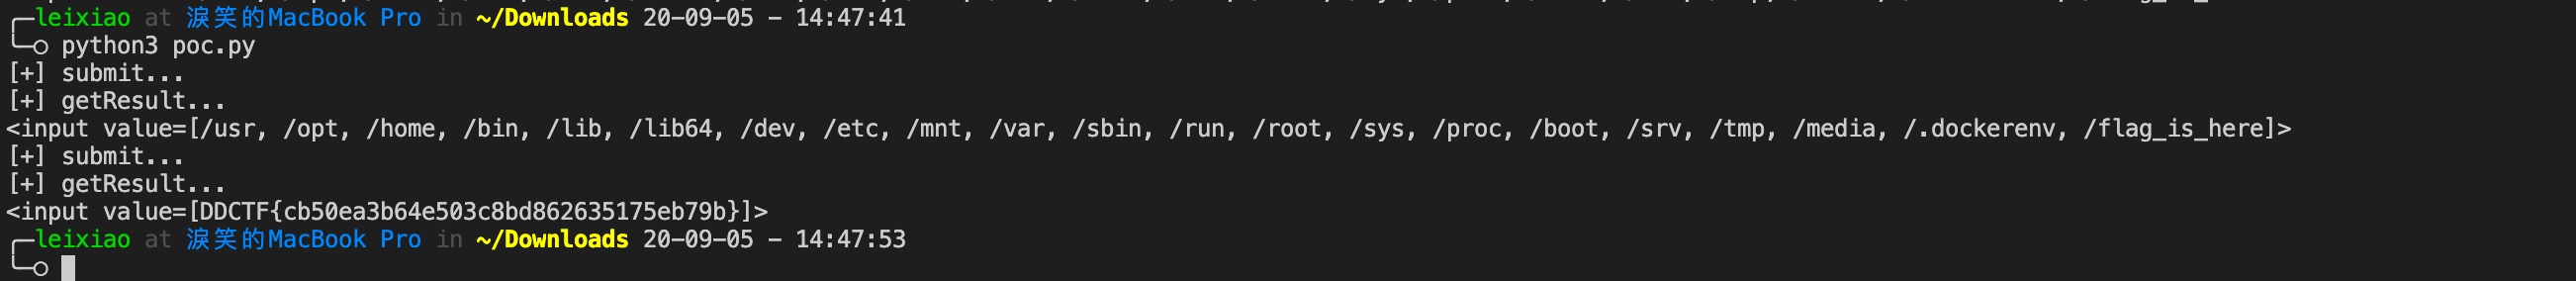 leixiao at 淚笑的MacBook Pro in ~/Downloads 20-09-05 - 14:47:41
python3 poc.py
[+] submit...
[+] getResult...
<input value=[/usr, /opt, /home, /bin, /lib, /lib64, /dev, /etc, /mnt, /var, /sbin, /run, /root, /sys, /proc, /boot, /srv, /tmp, /media, /.dockerenv, /flag_is_here]>
[+] submit...
[+] getResult...
<input value=[DDCTF{cb50ea3b64e503c8bd862635175eb79b}]>
leixiao at 淚笑的MacBook Pro in ~/Downloads 20-09-05 - 14:47:53